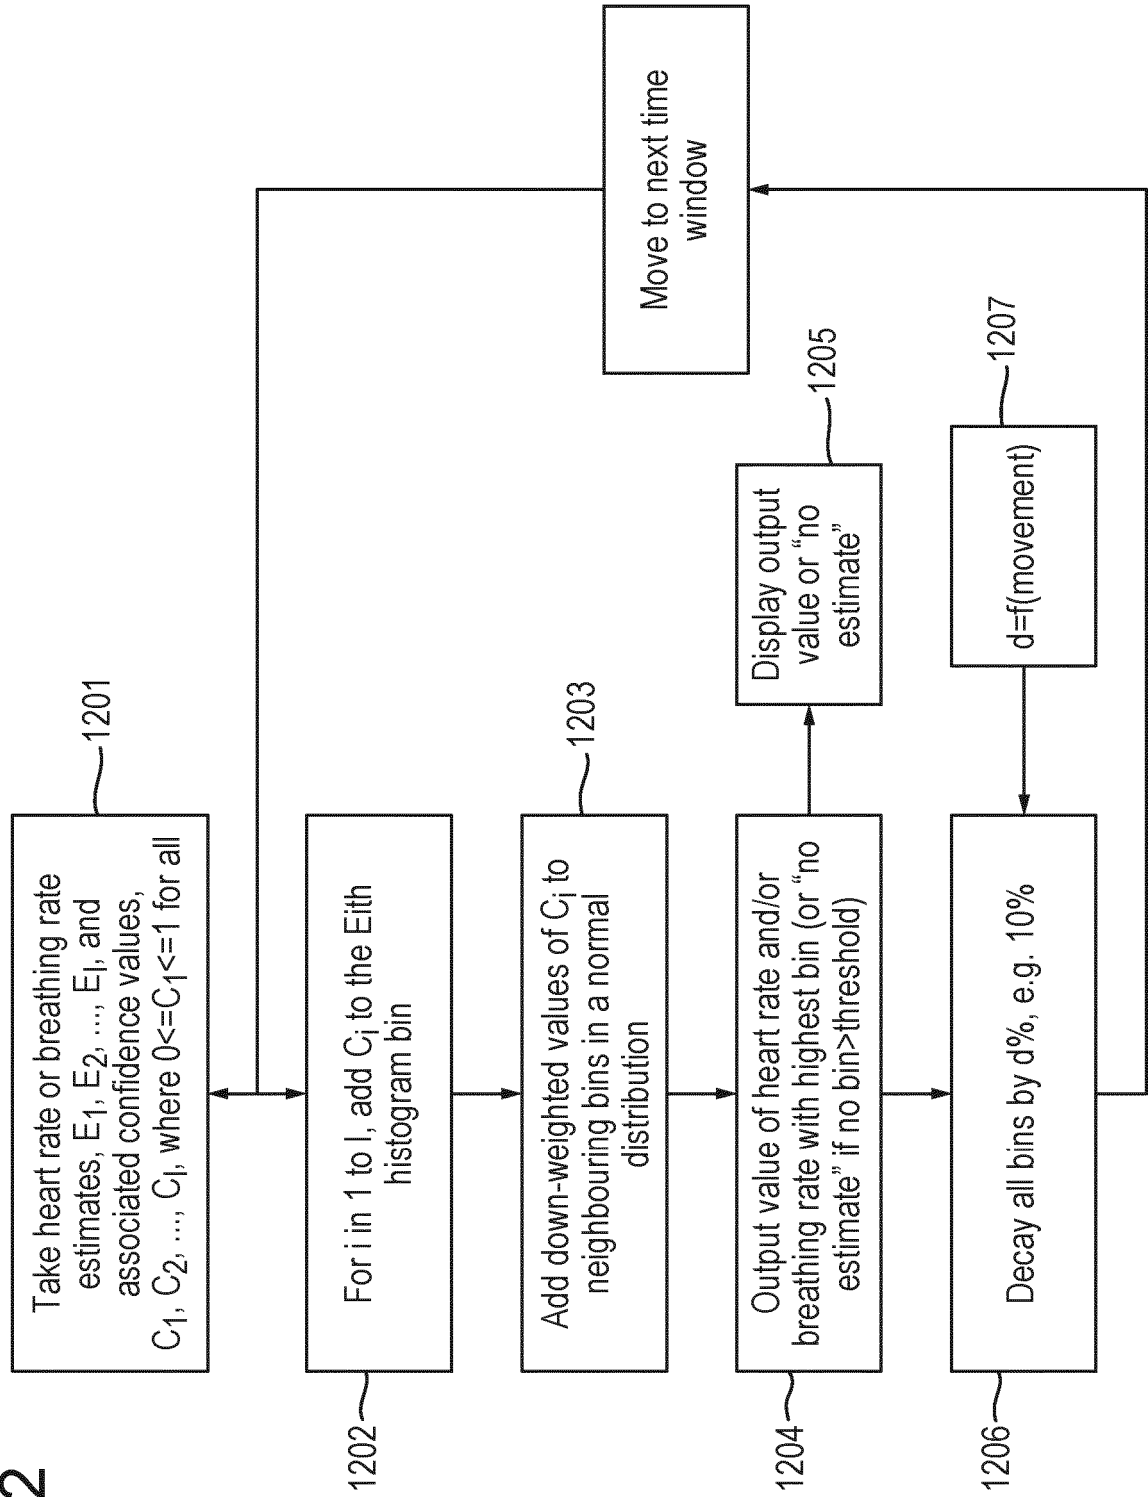 Take heart rate or breathing rate
estimates, E1, E2, ..., EI, and
associated confidence values,
C1, C2, ..., CI, where 0<=C1<=1 for all
1201
For i in 1 to I, add Ci to the Eith
histogram bin
1202
Add down-weighted values of Ci to
neighbouring bins in a normal
distribution
1203
Output value of heart rate and/or
breathing rate with highest bin (or “no
estimate” if no bin>threshold)
1204
Display output
value or “no
estimate”
1205
Decay all bins by d%, e.g. 10%
1206
d=f(movement)
1207
Move to next time
window
2